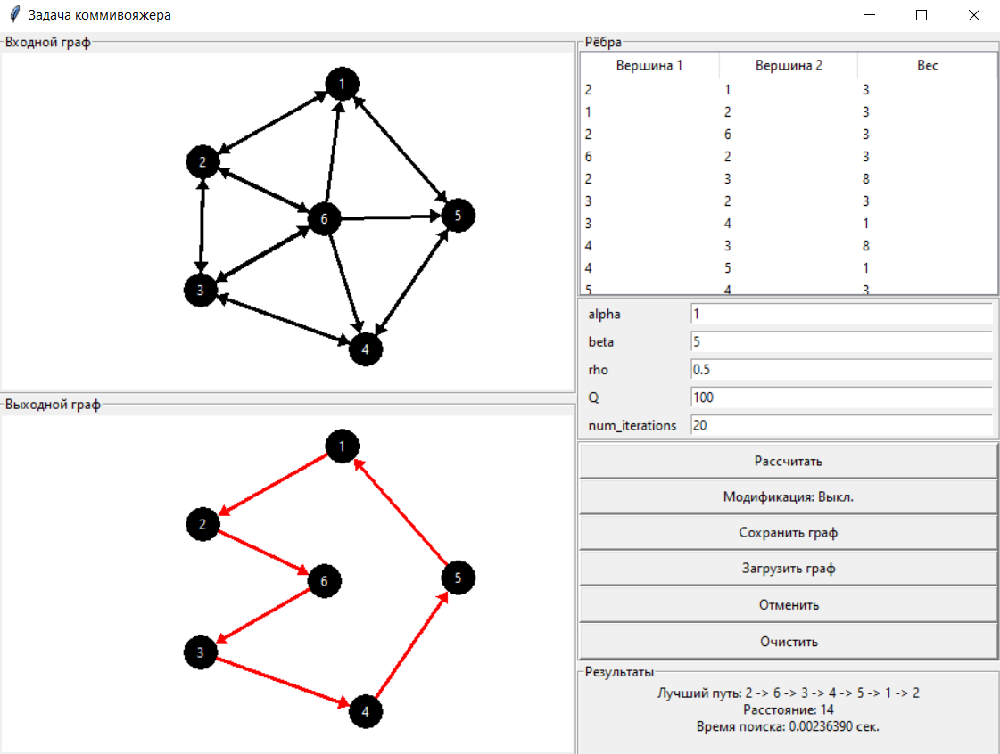 Задача коммивояжера
Входной граф
1
2
6
5
3
4
Выходной граф
1
2
6
5
3
4
Рёбра
Вершина 1 Вершина 2 Вес
2 1 3
1 2 3
2 6 3
6 2 3
2 3 8
3 2 3
3 4 1
4 3 8
4 5 1
5 4 3
alpha 1
beta 5
rho 0.5
Q 100
num_iterations 20
Рассчитать
Модификация: Выкл.
Сохранить граф
Загрузить граф
Отменить
Очистить
Результаты
Лучший путь: 2 -> 6 -> 3 -> 4 -> 5 -> 1 -> 2
Расстояние: 14
Время поиска: 0.00236390 сек.